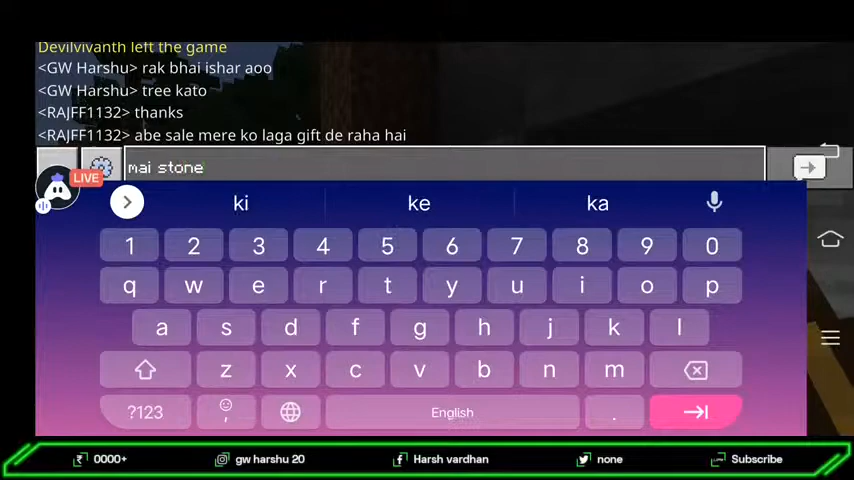 Devilvivanth left the game
<GW Harshu> rak bhai ishar aoo
<GW Harshu> tree kato
<RAJFF1132> thanks
<RAJFF1132> abe sale mere ko laga gift de raha hai
mai stone
LIVE
ki ke ka
1 2 3 4 5 6 7 8 9 0
q w e r t y u i o p
a s d f g h j k l
z x c v b n m
?123 , English .
₹ 0000+ gw harshu 20 Harsh vardhan none Subscribe